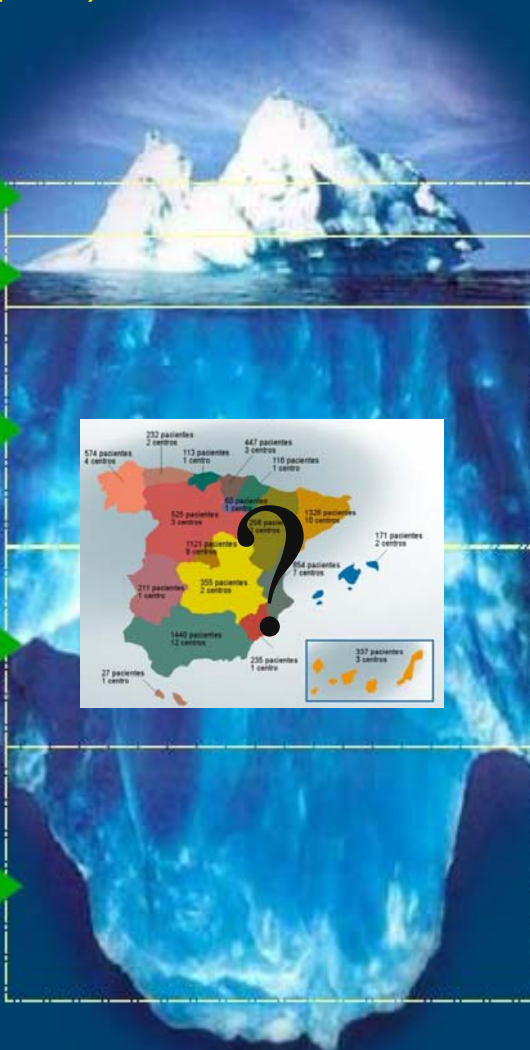 232 pacientes
2 centros
574 pacientes
4 centros
113 pacientes
1 centro
447 pacientes
3 centros
116 pacientes
1 centro
60 pacientes
1 centro
525 pacientes
3 centros
1326 pacientes
10 centros
1121 pacientes
171 pacientes
2 centros
7 centros
211 pacientes
1 centro
355 pacientes
2 centros
1440 pacientes
12 centros
235 pacientes
1 centro
337 pacientes
3 centros
27 pacientes
1 centro
?